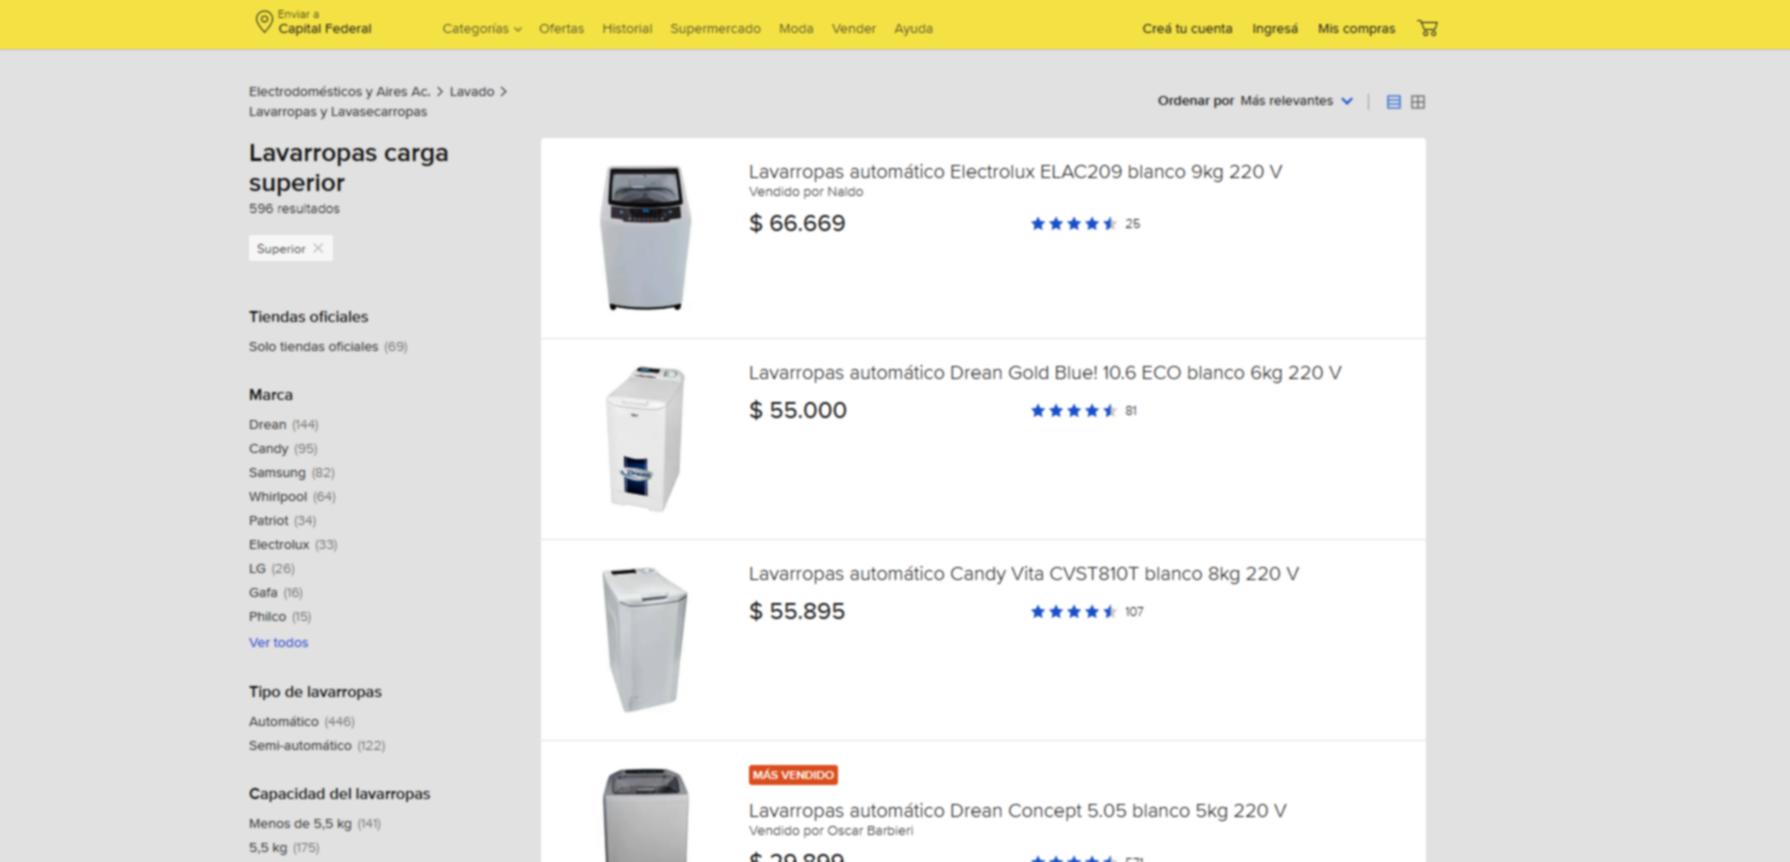 Enviar a
Capital Federal
Categorías Ofertas Historial Supermercado Moda Vender Ayuda
Creá tu cuenta Ingresá Mis compras
Electrodomésticos y Aires Ac. > Lavado >
Lavarropas y Lavasecarropas
Ordenar por Más relevantes
Lavarropas carga
superior
596 resultados
Superior ×
Tiendas oficiales
Solo tiendas oficiales (69)
Marca
Drean (144)
Candy (95)
Samsung (82)
Whirlpool (64)
Patriot (34)
Electrolux (33)
LG (26)
Gafa (16)
Philco (15)
Ver todos
Tipo de lavarropas
Automático (446)
Semi-automático (122)
Capacidad del lavarropas
Menos de 5,5 kg (141)
5,5 kg (175)
Lavarropas automático Electrolux ELAC209 blanco 9kg 220 V
Vendido por Naldo
$ 66.669 25
Lavarropas automático Drean Gold Blue! 10.6 ECO blanco 6kg 220 V
$ 55.000 81
Lavarropas automático Candy Vita CVST810T blanco 8kg 220 V
$ 55.895 107
MÁS VENDIDO
Lavarropas automático Drean Concept 5.05 blanco 5kg 220 V
Vendido por Oscar Barbieri
$ 29.899